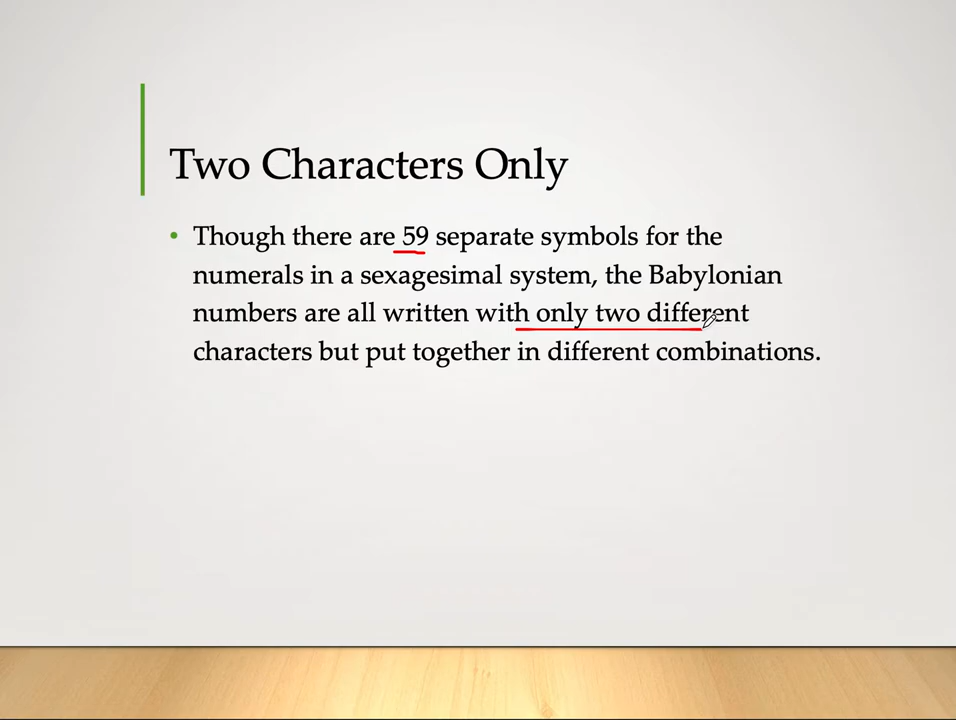 Two Characters Only
• Though there are 59 separate symbols for the
numerals in a sexagesimal system, the Babylonian
numbers are all written with only two different
characters but put together in different combinations.